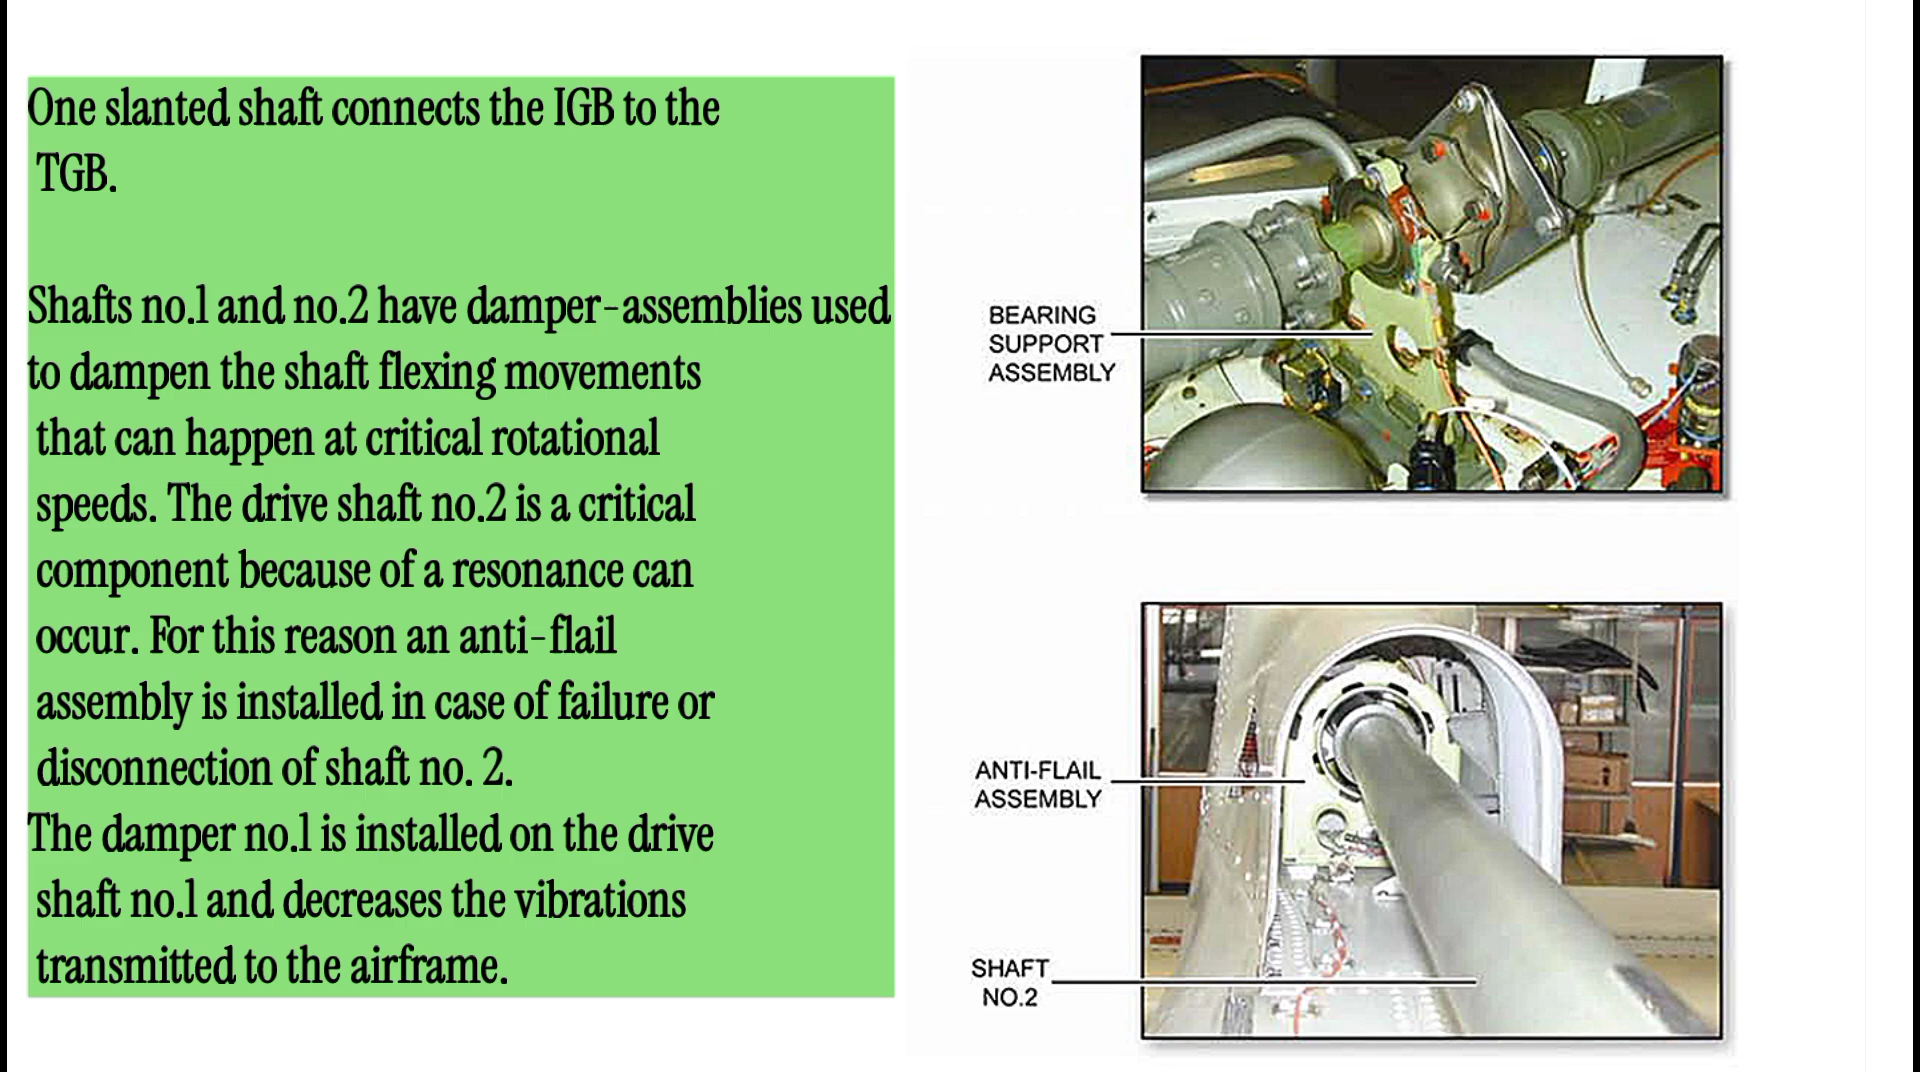 One slanted shaft connects the IGB to the
TGB.
Shafts no.1 and no.2 have damper-assemblies used
to dampen the shaft flexing movements
that can happen at critical rotational
speeds. The drive shaft no.2 is a critical
component because of a resonance can
occur. For this reason an anti-flail
assembly is installed in case of failure or
disconnection of shaft no. 2.
The damper no.1 is installed on the drive
shaft no.1 and decreases the vibrations
transmitted to the airframe.
BEARING
SUPPORT
ASSEMBLY
ANTI-FLAIL
ASSEMBLY
SHAFT
NO.2